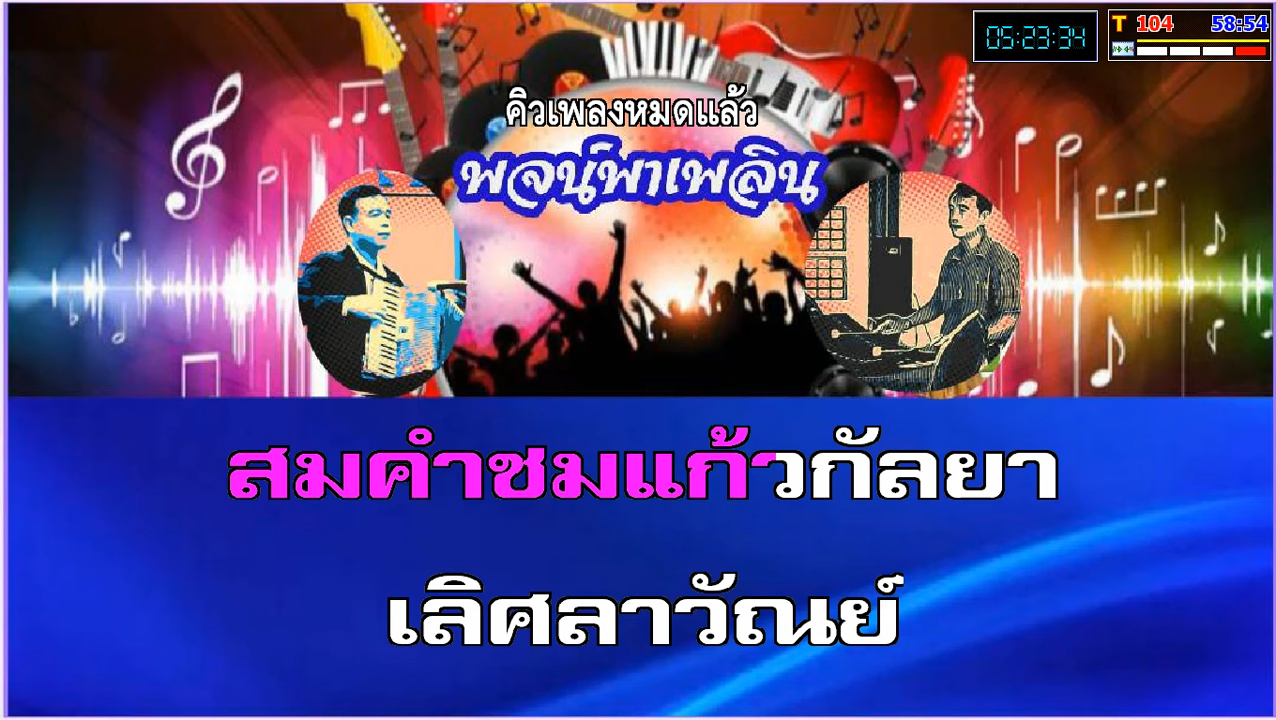 05:23:34
T 104 58:54
คิวเพลงหมดแล้ว
พจน์พาเพลิน
สมคำชมแก้วกัลยา
เลิศลาวัณย์